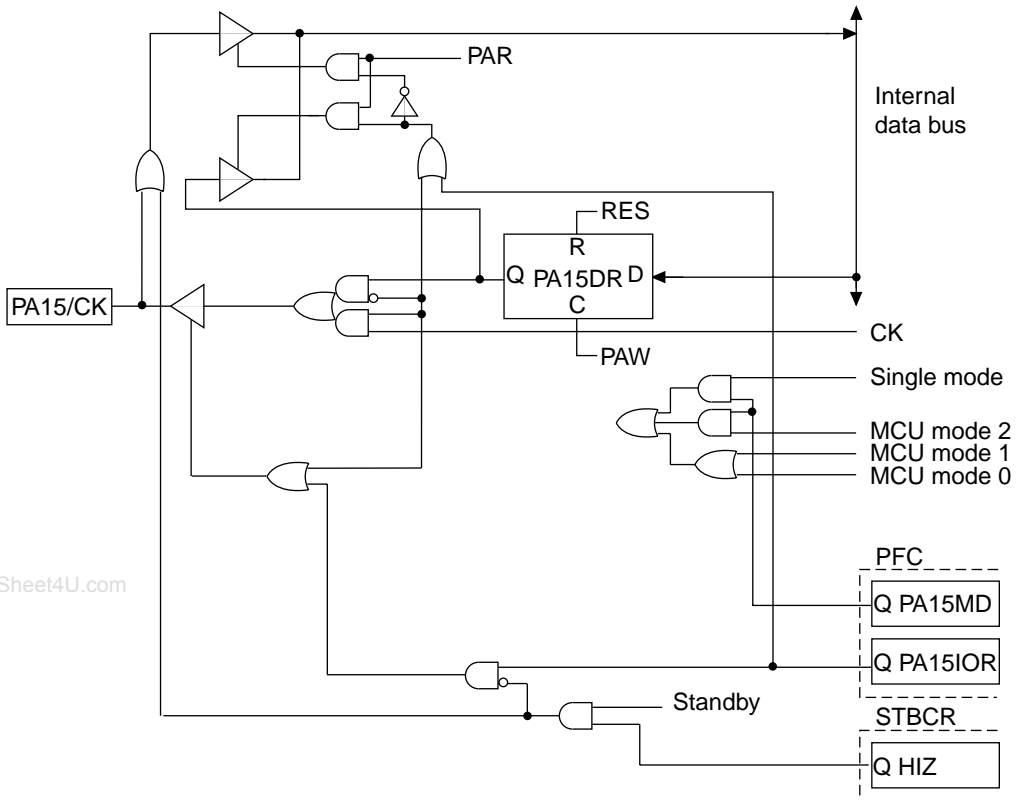 PAR
Internal
data bus
RES
R
Q PA15DR D
C
PA15/CK
PAW
CK
Single mode
MCU mode 2
MCU mode 1
MCU mode 0
PFC
Sheet4U.com
Q PA15MD
Q PA15IOR
Standby
STBCR
Q HIZ